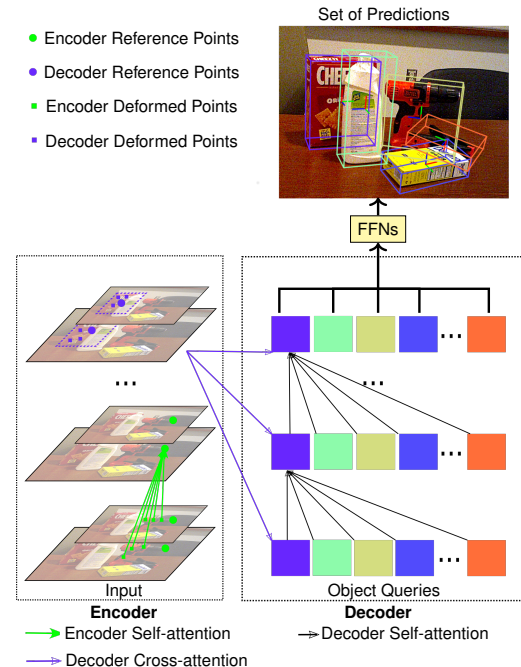 Set of Predictions
Encoder Reference Points
Decoder Reference Points
Encoder Deformed Points
Decoder Deformed Points
CHEE
FFNs
...
...
...
...
...
...
Input
Object Queries
Encoder
Decoder
Encoder Self-attention
Decoder Self-attention
Decoder Cross-attention